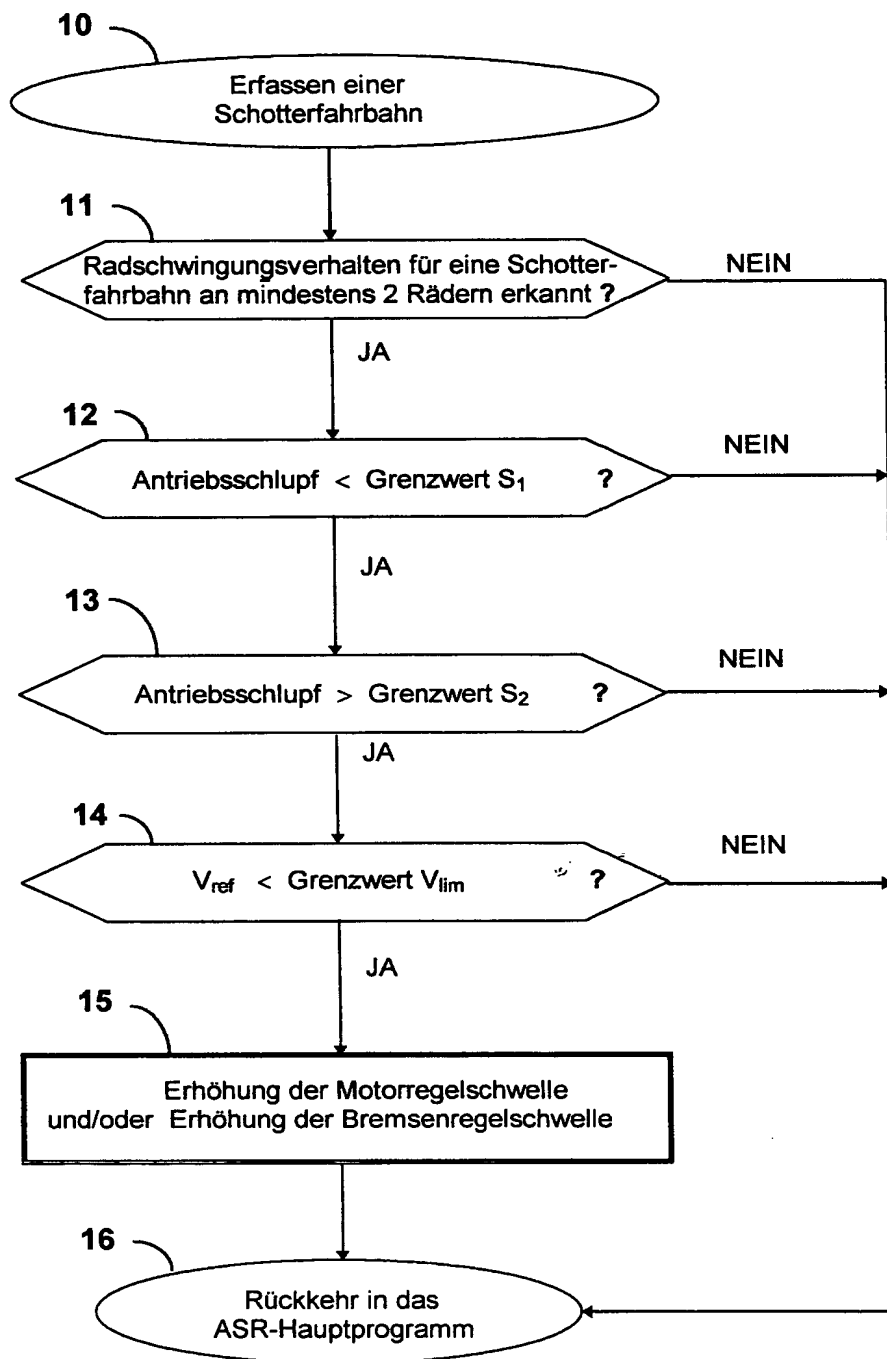 10
Erfassen einer
Schotterfahrbahn
11
Radschwingungsverhalten für eine Schotter-
fahrbahn an mindestens 2 Rädern erkannt ?
NEIN
JA
12
Antriebsschlupf < Grenzwert S1 ?
NEIN
JA
13
Antriebsschlupf > Grenzwert S2 ?
NEIN
JA
14
Vref < Grenzwert Vlim ?
NEIN
JA
15
Erhöhung der Motorregelschwelle
und/oder Erhöhung der Bremsenregelschwelle
16
Rückkehr in das
ASR-Hauptprogramm